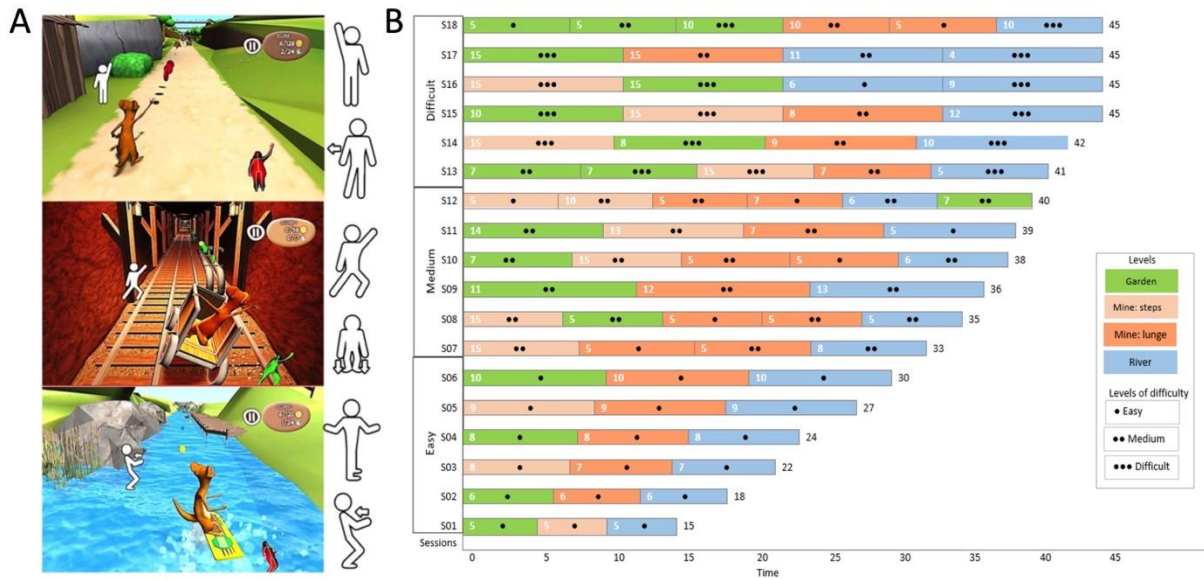 A
B
4/128
2/24
Difficult
S18 5 10 5 10 5 10 45
S17 15 15 11 4 45
S16 15 15 6 9 45
S15 10 15 8 12 45
S14 15 8 9 10 42
S13 7 7 15 7 5 41
Medium
S12 5 10 5 7 6 7 40
S11 14 13 7 5 39
S10 7 15 5 5 6 38
S09 11 12 13 36
S08 15 5 5 5 5 35
S07 15 5 5 8 33
Easy
S06 10 10 10 30
S05 9 9 9 27
S04 8 8 8 24
S03 8 7 7 22
S02 6 6 6 18
S01 5 5 5 15
Sessions
0 5 10 15 20 25 30 35 40 45
Time
Levels
Garden
Mine: steps
Mine: lunge
River
Levels of difficulty
Easy
Medium
Difficult